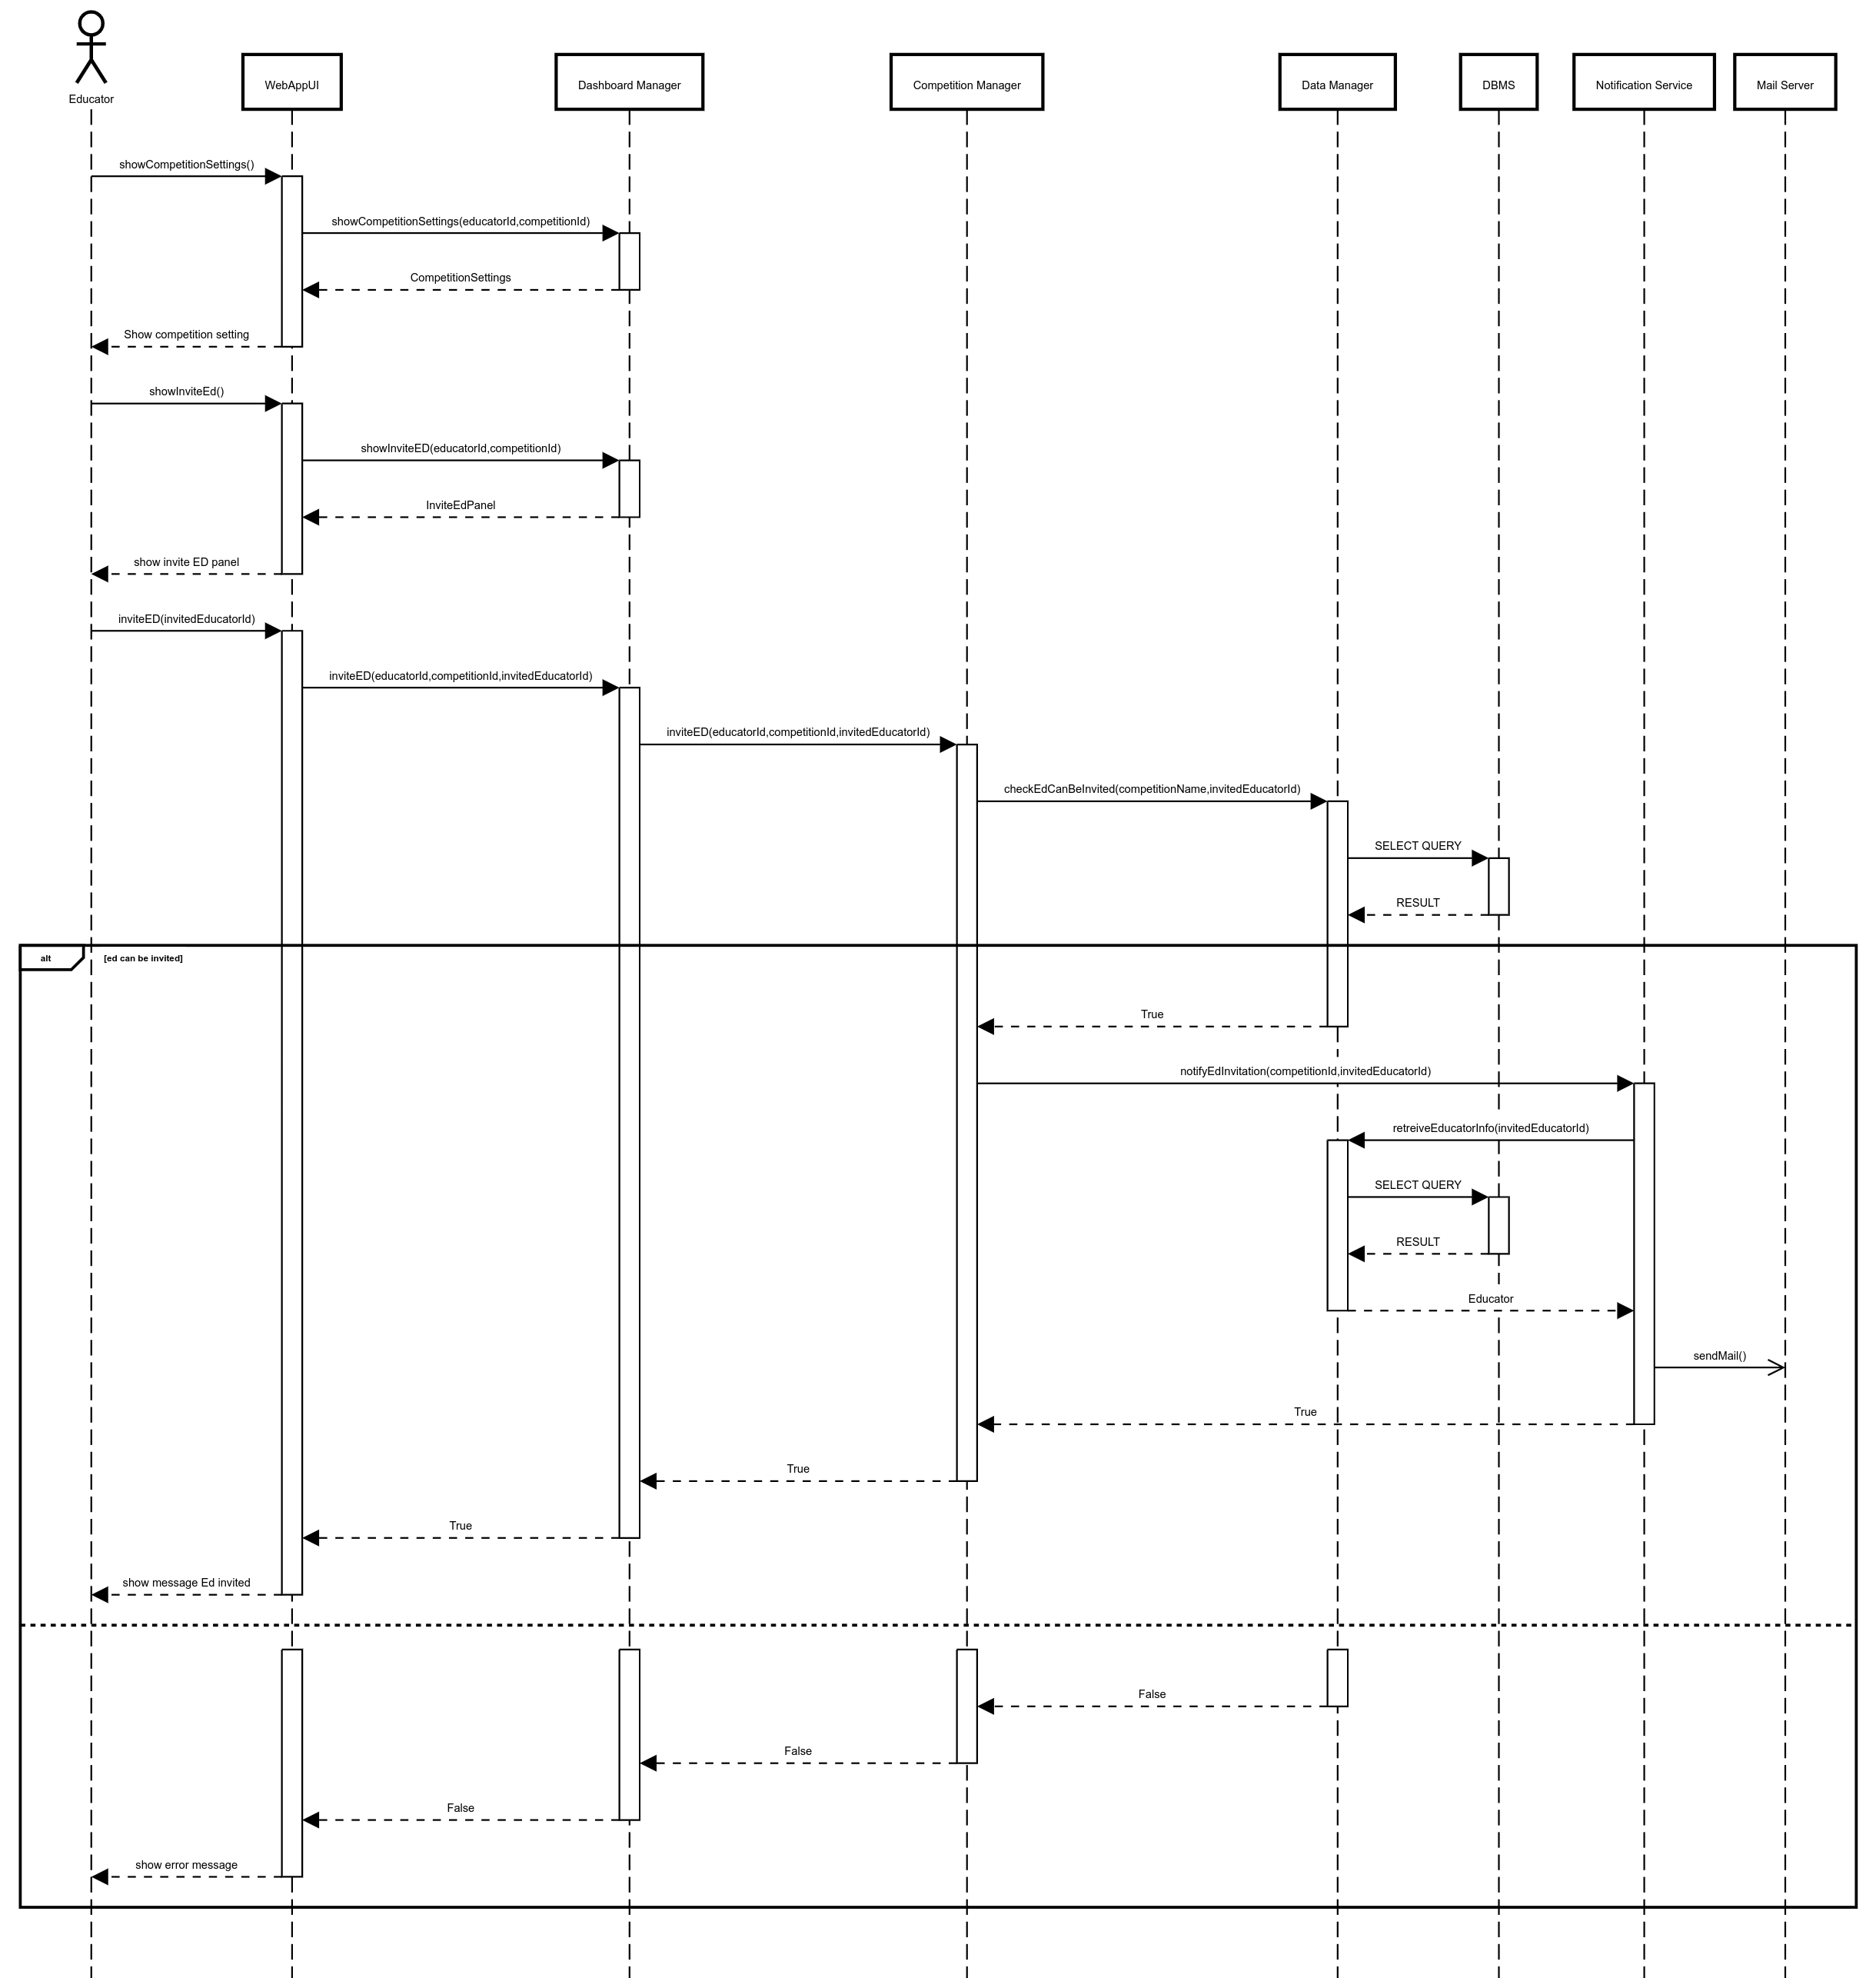 Educator
WebAppUI
Dashboard Manager
Competition Manager
Data Manager
DBMS
Notification Service
Mail Server
showCompetitionSettings()
showCompetitionSettings(educatorId,competitionId)
CompetitionSettings
Show competition setting
showInviteEd()
showInviteED(educatorId,competitionId)
InviteEdPanel
show invite ED panel
inviteED(invitedEducatorId)
inviteED(educatorId,competitionId,invitedEducatorId)
inviteED(educatorId,competitionId,invitedEducatorId)
checkEdCanBeInvited(competitionName,invitedEducatorId)
SELECT QUERY
RESULT
alt
[ed can be invited]
True
notifyEdInvitation(competitionId,invitedEducatorId)
retreiveEducatorInfo(invitedEducatorId)
SELECT QUERY
RESULT
Educator
sendMail()
True
True
True
show message Ed invited
False
False
False
show error message